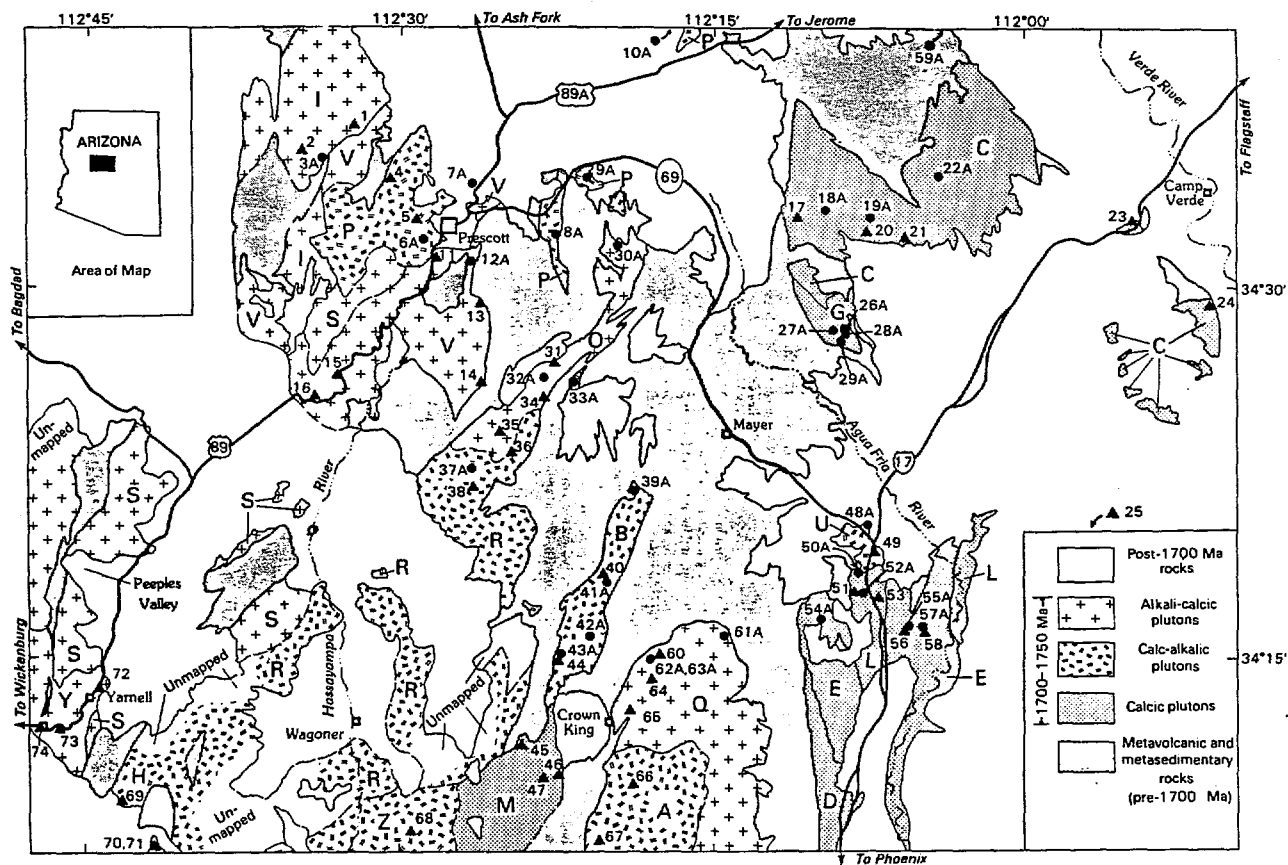 112°45'
112°30'
To Ash Fork
112°15'
To Jerome
112°00'
10A
P
59A
Verde River
89A
I
1
To Flagstaff
ARIZONA
2
3A
V
C
4
7A
V
9A
P
69
22A
Camp Verde
5
P
18A
19A
17
23
6A
Prescott
8A
20
21
Area of Map
11
12A
30A
I
P
C
34°30'
To Bagdad
13
G
26A
24
V
S
V
O
27A
28A
C
31
29A
15
14
32A
16
33A
34
Un-mapped
35
36
Mayer
89
Agua Fria
17
37A
S
S
River
38
39A
25
48A
R
B
U
River
50A
49
Post-1700 Ma rocks
R
40
52A
L
Peeples Valley
41A
51
53
55A
1700-1750 Ma
Alkali-calcic plutons
54A
57A
S
42A
61A
Hassayampa
43A
60
56
58
Calc-alkalic plutons
34°15'
S
Unmapped
R
44
62A, 63A
L
To Wickenburg
72
64
E
E
Y
Yarnell
R
Unmapped
Crown King
Q
Calcic plutons
S
65
74
73
Wagoner
45
Metavolcanic and metasedimentary rocks (pre-1700 Ma)
H
R
46
66
69
47
M
D
Un-mapped
Z
68
A
70,71
67
To Phoenix